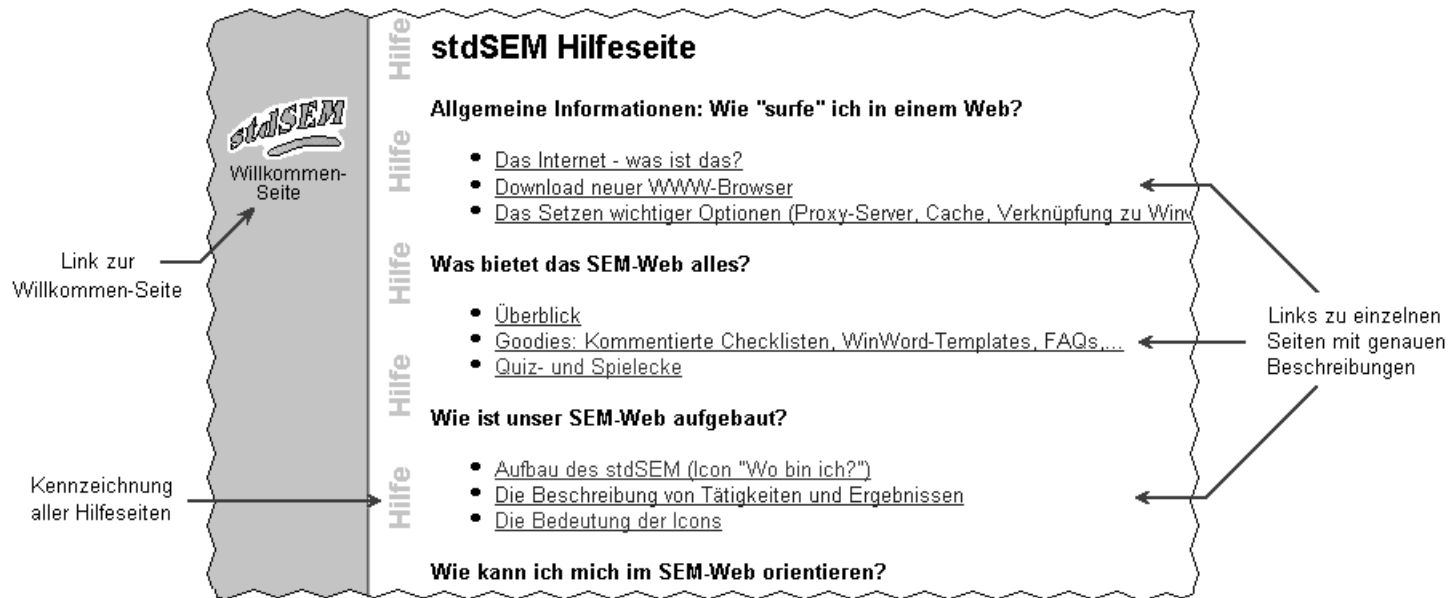 stdSEM Hilfeseite
Allgemeine Informationen: Wie "surfe" ich in einem Web?
Das Internet - was ist das?
Download neuer WWW-Browser
Das Setzen wichtiger Optionen (Proxy-Server, Cache, Verknüpfung zu
Was bietet das SEM-Web alles?
Überblick
Goodies: Kommentierte Checklisten, WinWord-Templates, FAQs,...
Quiz- und Spielecke
Wie ist unser SEM-Web aufgebaut?
Aufbau des stdSEM (Icon "Wo bin ich?")
Die Beschreibung von Tätigkeiten und Ergebnissen
Die Bedeutung der Icons
Wie kann ich mich im SEM-Web orientieren?
stdSEM
Willkommen-
Seite
Hilfe
Hilfe
Hilfe
Hilfe
Hilfe
Link zur
Willkommen-Seite
Kennzeichnung
aller Hilfeseiten
Links zu einzelnen
Seiten mit genauen
Beschreibungen